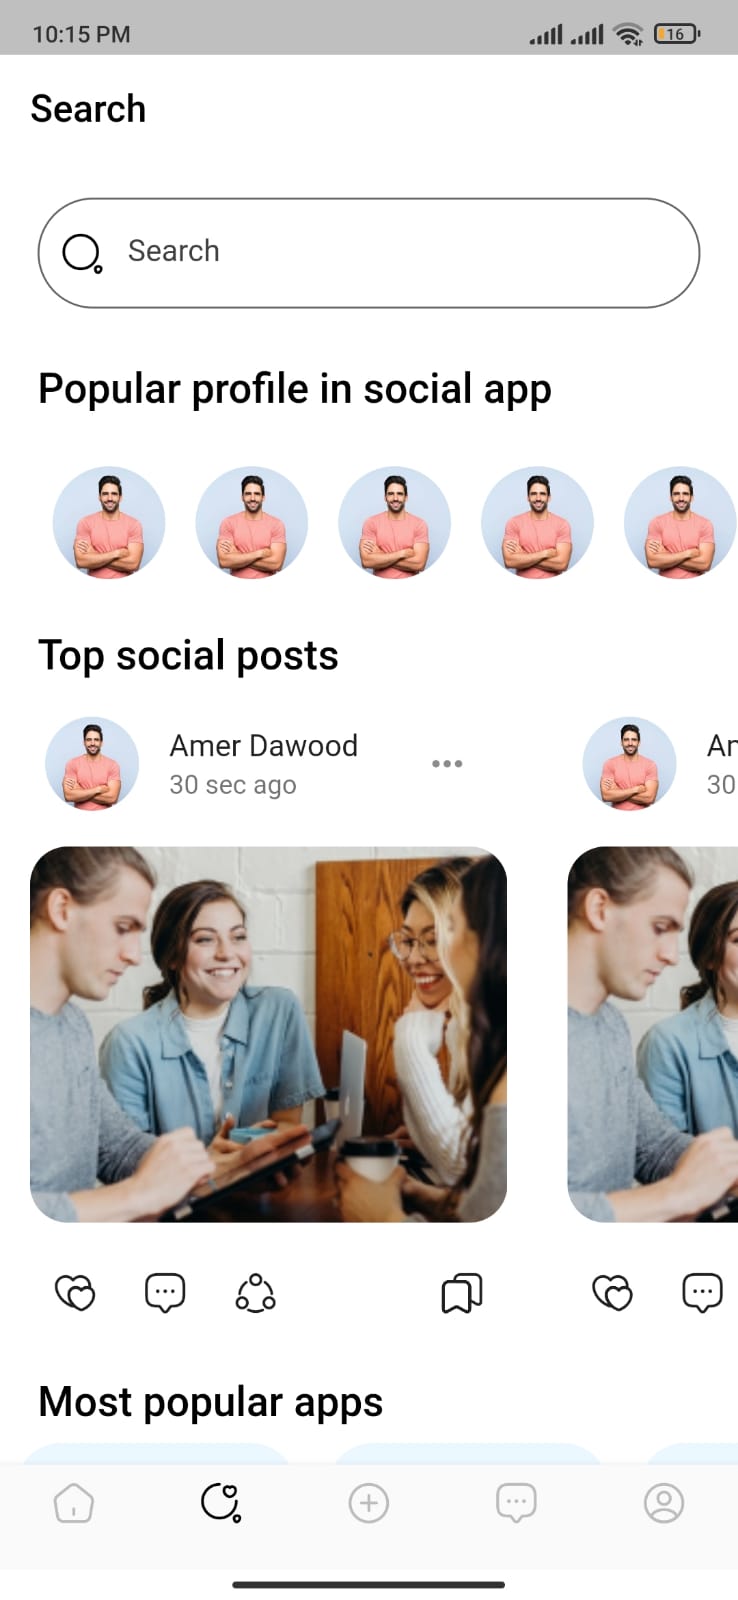 10:15 PM
16
Search
Search
Popular profile in social app
Top social posts
Amer Dawood
30 sec ago
30
Most popular apps